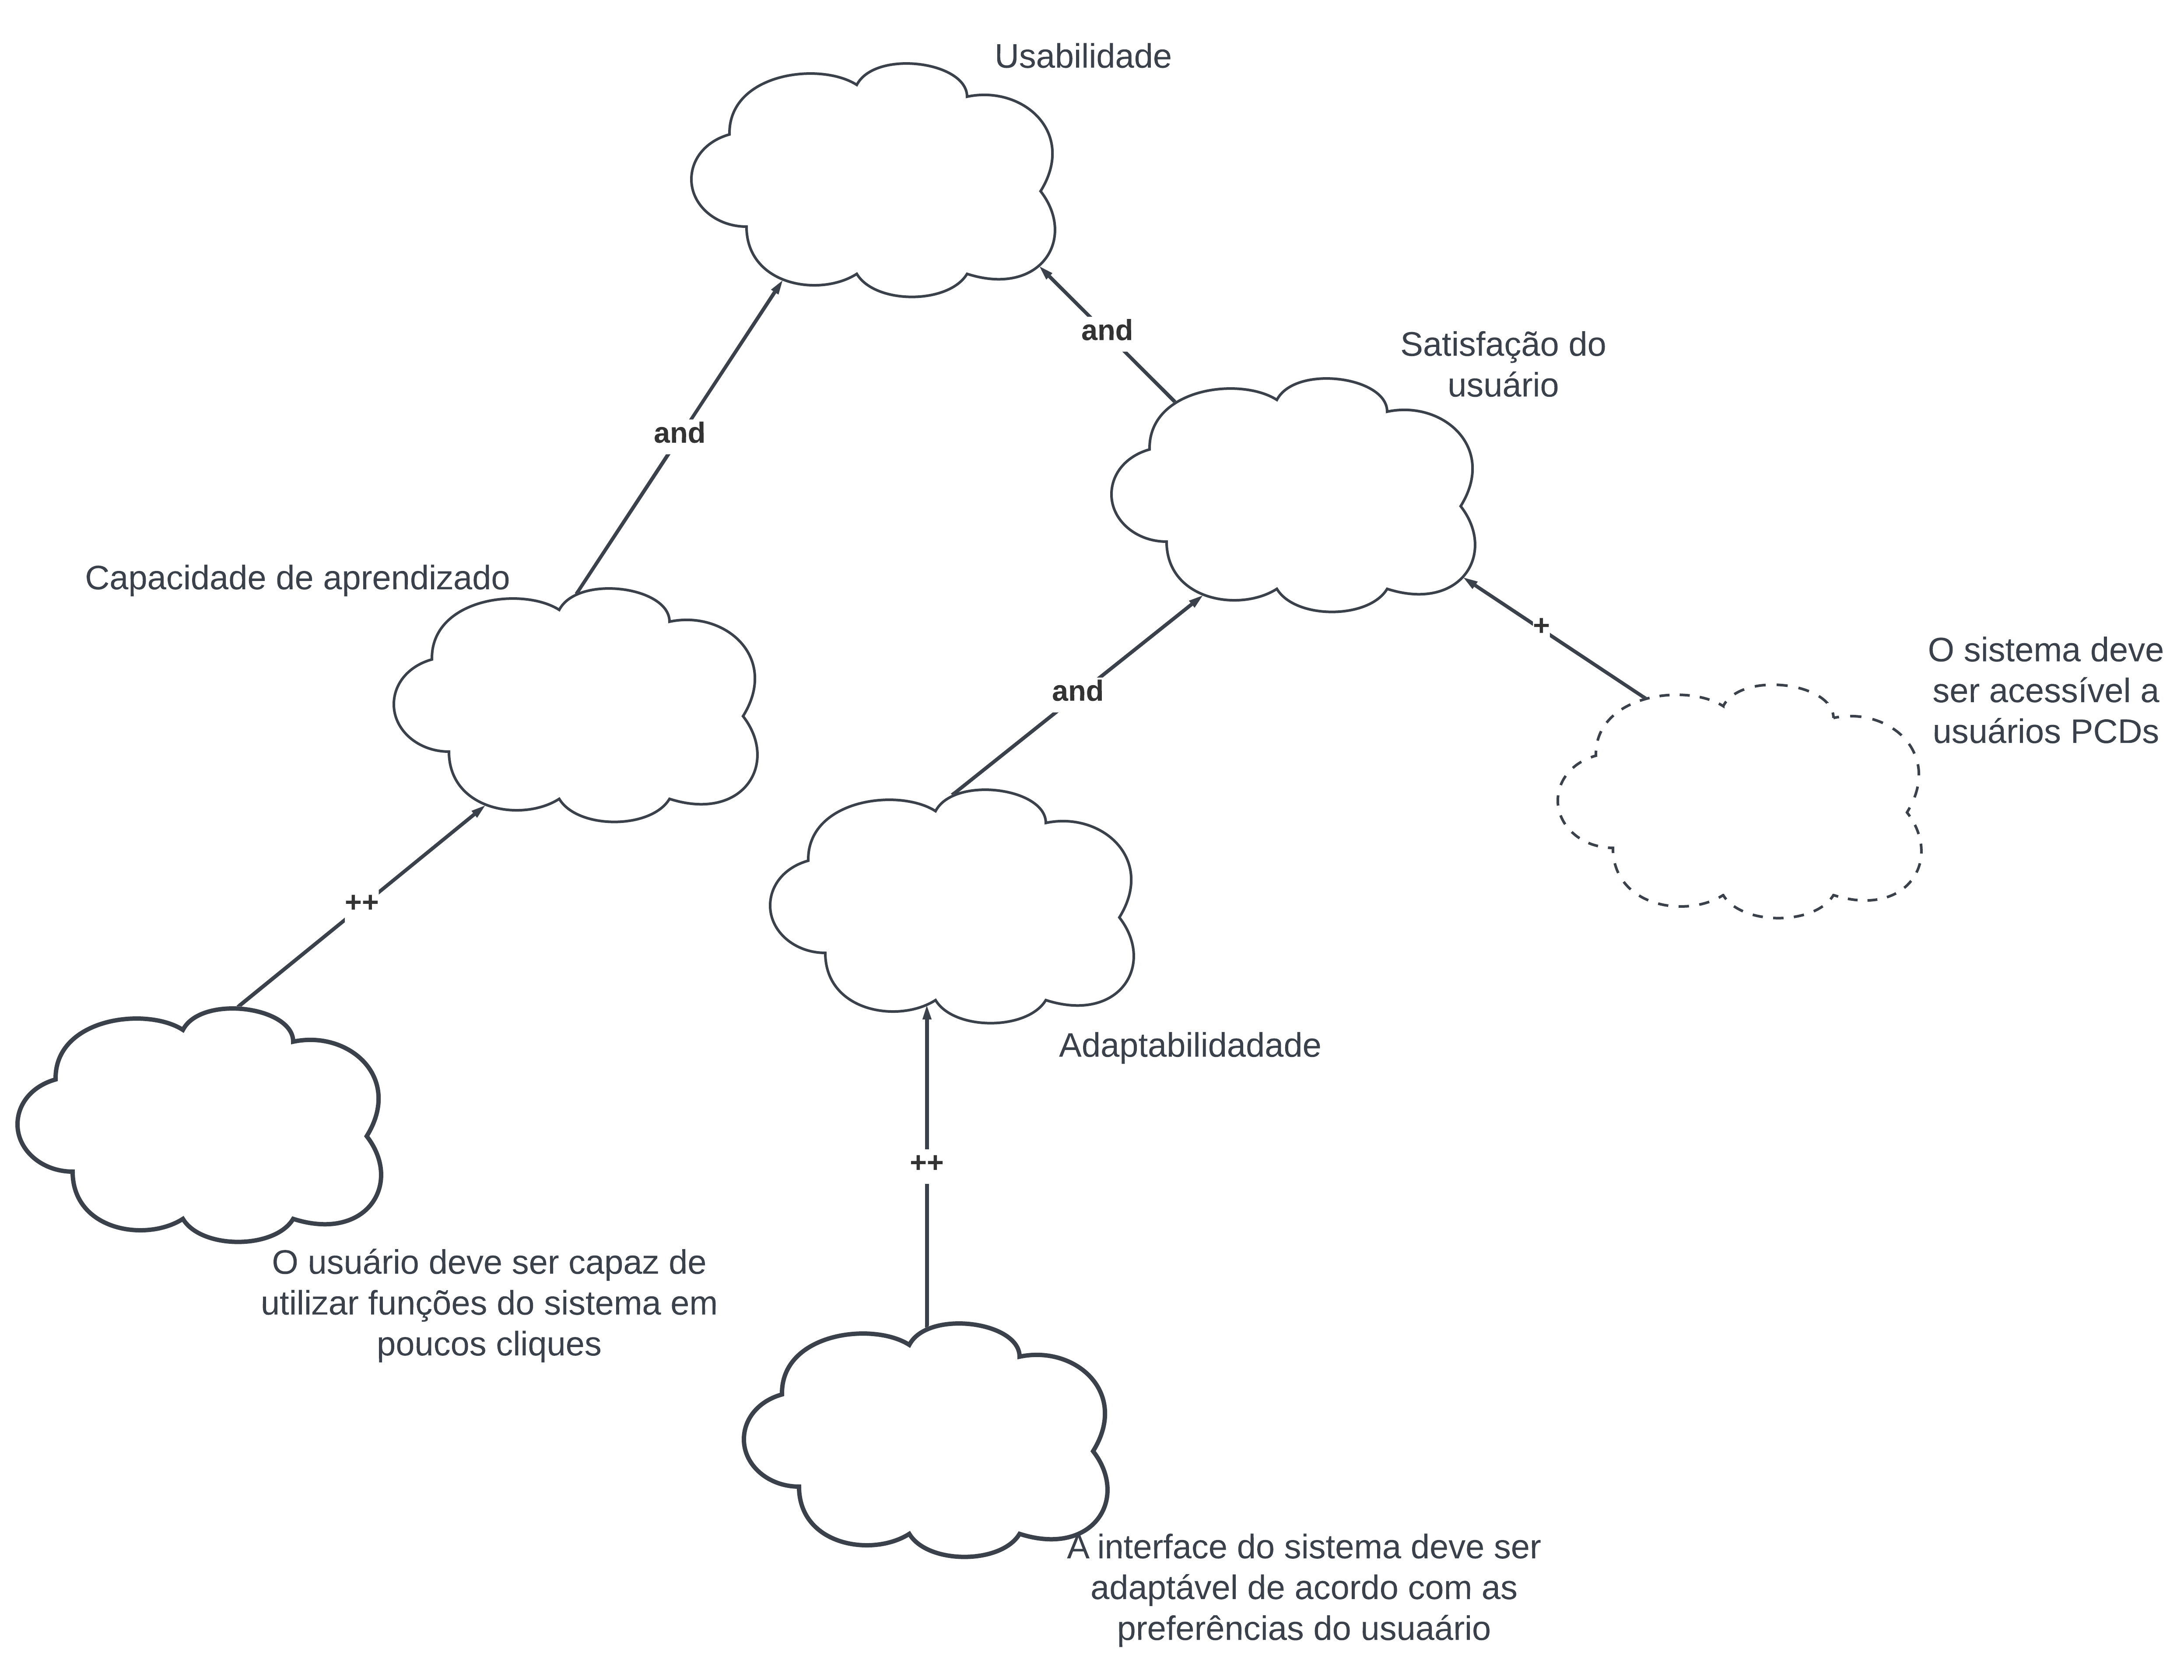 Usabilidade
and
Satisfação do
usuário
and
Capacidade de aprendizado
+
O sistema deve
ser acessível a
usuários PCDs
and
++
Adaptabilidadade
++
O usuário deve ser capaz de
utilizar funções do sistema em
poucos cliques
A interface do sistema deve ser
adaptável de acordo com as
preferências do usuaário